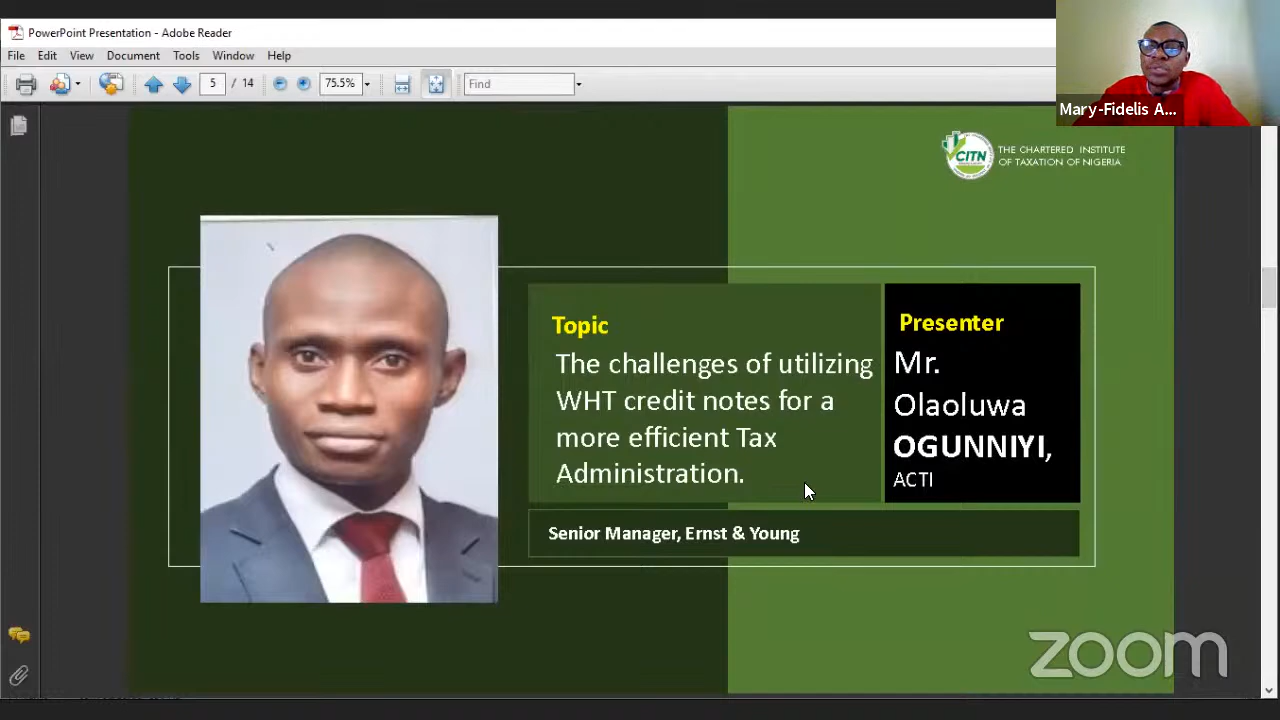 PowerPoint Presentation - Adobe Reader
File Edit View Document Tools Window Help
5 / 14 75.5% Find
Mary-Fidelis A...
CITN
THE CHARTERED INSTITUTE
OF TAXATION OF NIGERIA
Topic
The challenges of utilizing
WHT credit notes for a
more efficient Tax
Administration.
Presenter
Mr.
Olaoluwa
OGUNNIYI,
ACTI
Senior Manager, Ernst & Young
zoom